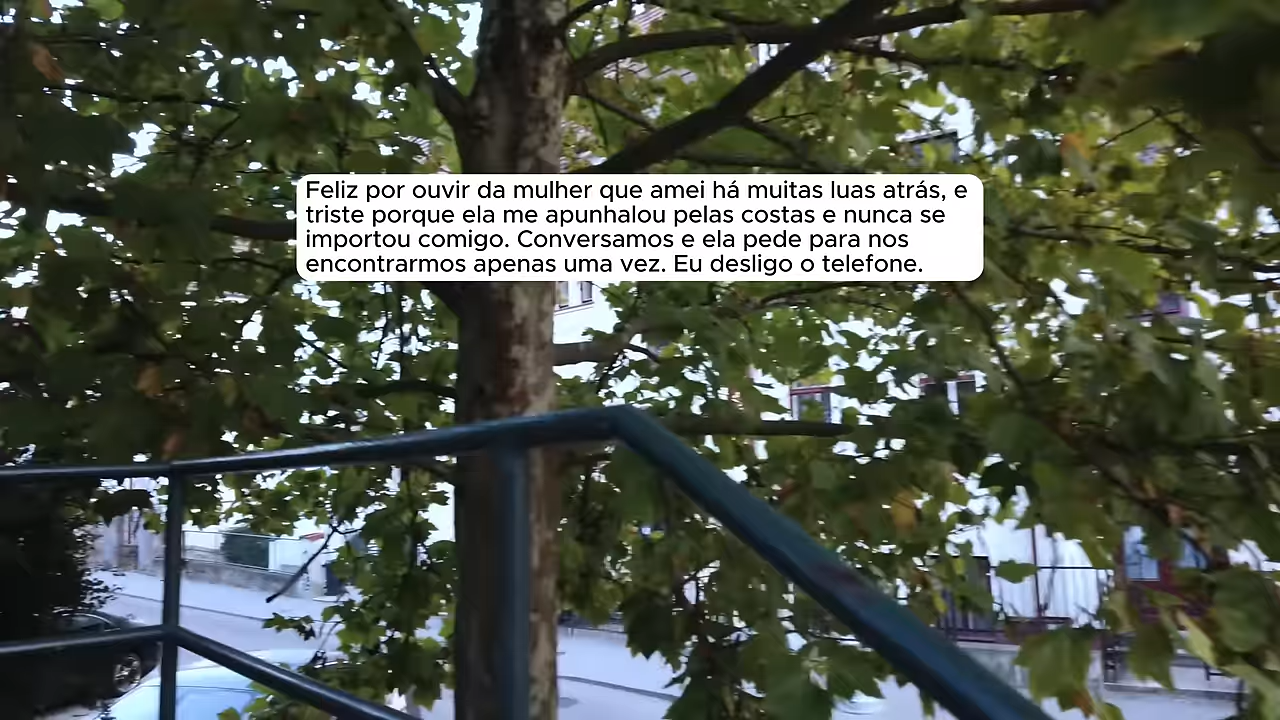 Feliz por ouvir da mulher que amei há muitas luas atrás, e
triste porque ela me apunhalou pelas costas e nunca se
importou comigo. Conversamos e ela pede para nos
encontrarmos apenas uma vez. Eu desligo o telefone.